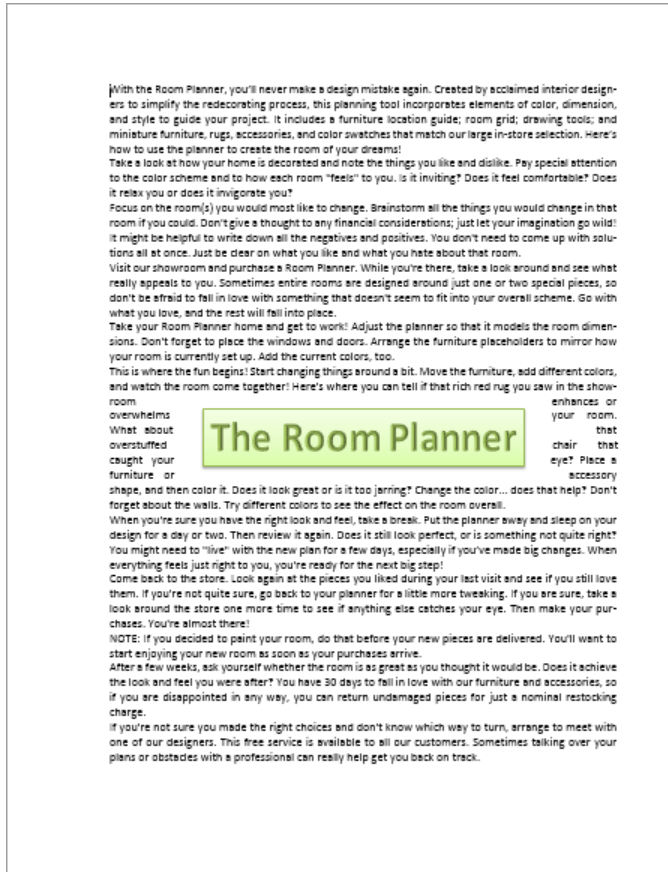 With the Room Planner, you'll never make a design mistake again. Created by acclaimed interior design-
ers to simplify the redecorating process, this planning tool incorporates elements of color, dimension,
and style to guide your project. It includes a furniture location guide; room grid; drawing tools; and
miniature furniture, rugs, accessories, and color swatches that match our large in-store selection. Here's
how to use the planner to create the room of your dreams!
Take a look at how your home is decorated and note the things you like and dislike. Pay special attention
to the color scheme and to how each room "feels" to you. Is it inviting? Does it feel comfortable? Does
it relax you or does it invigorate you?
Focus on the room(s) you would most like to change. Brainstorm all the things you would change in that
room if you could. Don't give a thought to any financial considerations; just let your imagination go wild!
It might be helpful to write down all the negatives and positives. You don't need to come up with solu-
tions all at once. Just be clear on what you like and what you hate about that room.
Visit our showroom and purchase a Room Planner. While you're there, take a look around and see what
really appeals to you. Sometimes entire rooms are designed around just one or two special pieces, so
don't be afraid to fall in love with something that doesn't seem to fit into your overall scheme. Go with
what you love, and the rest will fall into place.
Take your Room Planner home and get to work! Adjust the planner so that it models the room dimen-
sions. Don't forget to place the windows and doors. Arrange the furniture placeholders to mirror how
your room is currently set up. Add the current colors, too.
This is where the fun begins! Start changing things around a bit. Move the furniture, add different colors,
and watch the room come together! Here's where you can tell if that rich red rug you saw in the show-
room enhances or
overwhelms your room.
What about that
overstuffed chair that
caught your eye? Place a
furniture or accessory
The Room Planner
shape, and then color it. Does it look great or is it too jarring? Change the color... does that help? Don't
forget about the walls. Try different colors to see the effect on the room overall.
When you're sure you have the right look and feel, take a break. Put the planner away and sleep on your
design for a day or two. Then review it again. Does it still look perfect, or is something not quite right?
You might need to "live" with the new plan for a few days, especially if you've made big changes. When
everything feels just right to you, you're ready for the next big step!
Come back to the store. Look again at the pieces you liked during your last visit and see if you still love
them. If you're not quite sure, go back to your planner for a little more tweaking. If you are sure, take a
look around the store one more time to see if anything else catches your eye. Then make your pur-
chases. You're almost there!
NOTE: If you decided to paint your room, do that before your new pieces are delivered. You'll want to
start enjoying your new room as soon as your purchases arrive.
After a few weeks, ask yourself whether the room is as great as you thought it would be. Does it achieve
the look and feel you were after? You have 30 days to fall in love with our furniture and accessories, so
if you are disappointed in any way, you can return undamaged pieces for just a nominal restocking
charge.
If you're not sure you made the right choices and don't know which way to turn, arrange to meet with
one of our designers. This free service is available to all our customers. Sometimes talking over your
plans or obstacles with a professional can really help get you back on track.